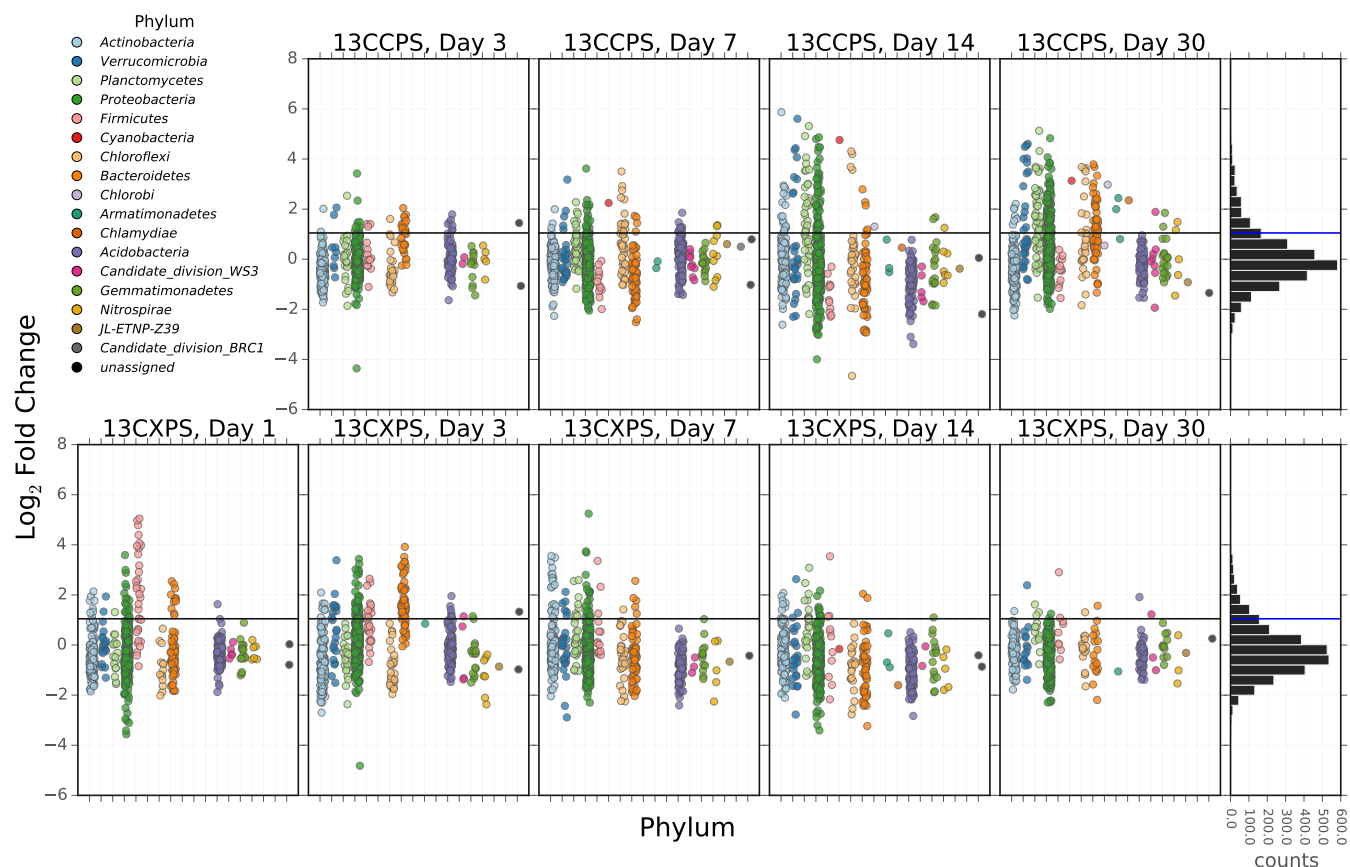 Phylum
Actinobacteria
Verrucomicrobia
Planctomycetes
Proteobacteria
Firmicutes
Cyanobacteria
Chloroflexi
Bacteroidetes
Chlorobi
Armatimonadetes
Chlamydiae
Acidobacteria
Candidate_division_WS3
Gemmatimonadetes
Nitrospirae
JL-ETNP-Z39
Candidate_division_BRC1
unassigned
13CCPS, Day 3
13CCPS, Day 7
13CCPS, Day 14
13CCPS, Day 30
8
6
4
2
0
−2
−4
−6
Log2 Fold Change
13CXPS, Day 1
13CXPS, Day 3
13CXPS, Day 7
13CXPS, Day 14
13CXPS, Day 30
8
6
4
2
0
−2
−4
−6
Phylum
0.0
100.0
200.0
300.0
400.0
500.0
600.0
counts